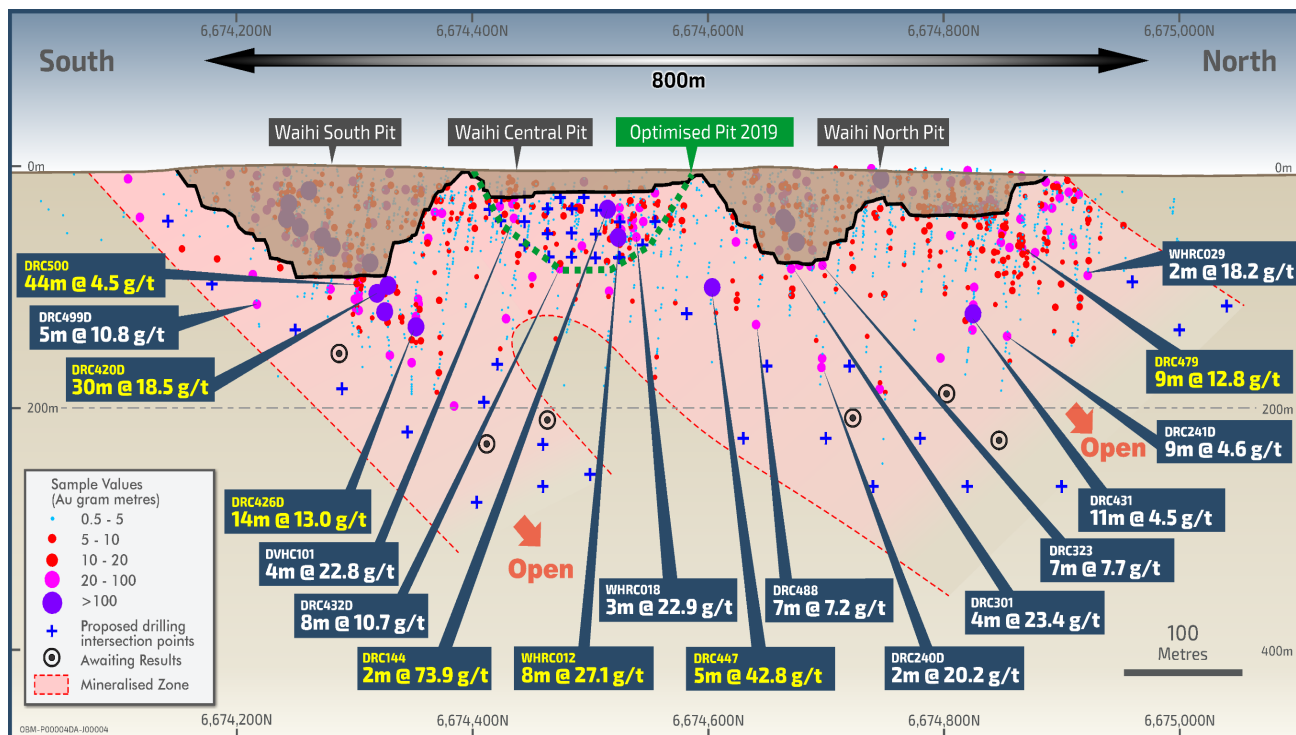 6,674,200N
6,674,400N
6,674,600N
6,674,800N
6,675,000N
South
North
800m
Waihi South Pit
Waihi Central Pit
Optimised Pit 2019
Waihi North Pit
0m
0m
DRC500
44m @ 4.5 g/t
DRC499D
5m @ 10.8 g/t
DRC420D
30m @ 18.5 g/t
WHRC029
2m @ 18.2 g/t
DRC479
9m @ 12.8 g/t
200m
200m
DRC241D
9m @ 4.6 g/t
Open
DRC426D
14m @ 13.0 g/t
DRC431
11m @ 4.5 g/t
DVHC101
4m @ 22.8 g/t
Open
DRC323
7m @ 7.7 g/t
DRC432D
8m @ 10.7 g/t
WHRC018
3m @ 22.9 g/t
DRC488
7m @ 7.2 g/t
DRC301
4m @ 23.4 g/t
DRC144
2m @ 73.9 g/t
WHRC012
8m @ 27.1 g/t
DRC447
5m @ 42.8 g/t
DRC240D
2m @ 20.2 g/t
100
Metres
400m
Sample Values
(Au gram metres)
0.5 - 5
5 - 10
10 - 20
20 - 100
>100
Proposed drilling
intersection points
Awaiting Results
Mineralised Zone
6,674,200N
6,674,400N
6,674,600N
6,674,800N
6,675,000N
OBM-P00004DA-J00004